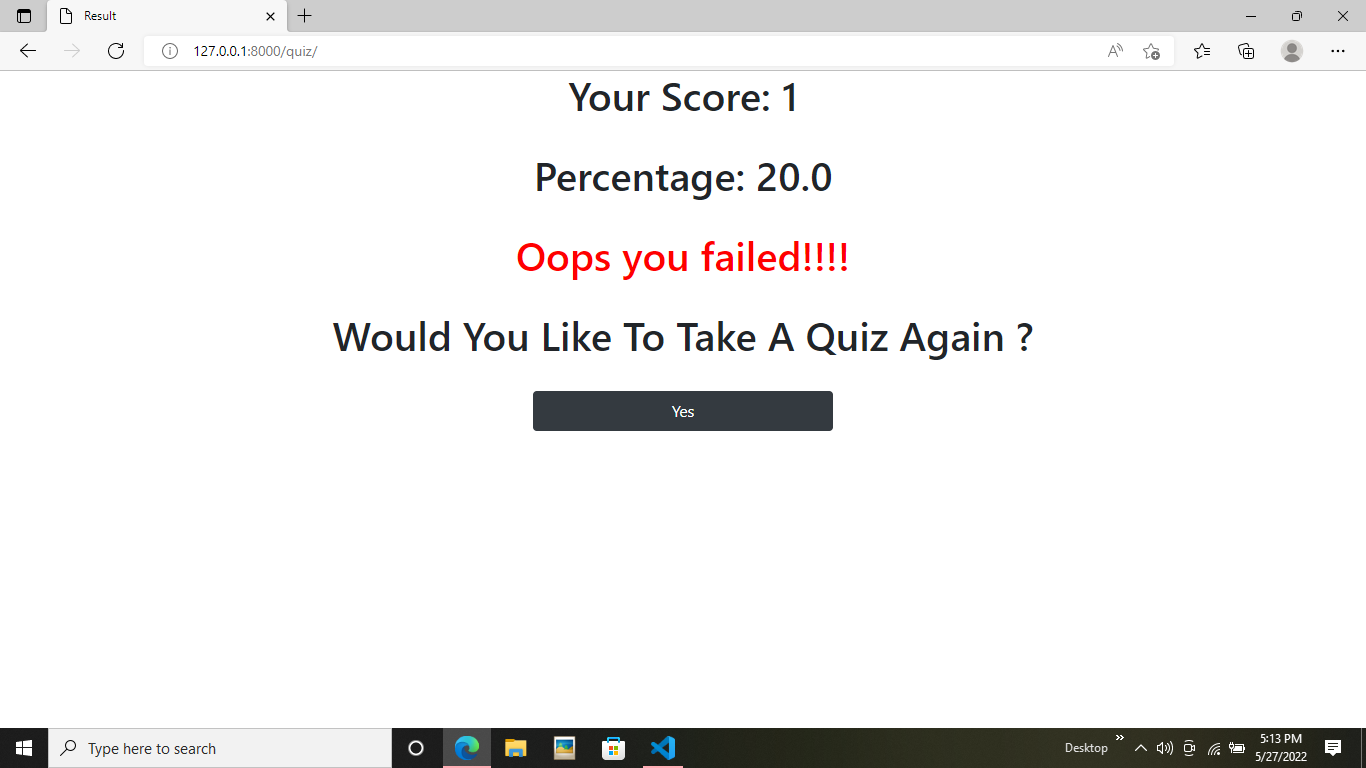 Result
127.0.0.1:8000/quiz/
Your Score: 1
Percentage: 20.0
Oops you failed!!!!
Would You Like To Take A Quiz Again ?
Yes
Type here to search
Desktop
5:13 PM
5/27/2022